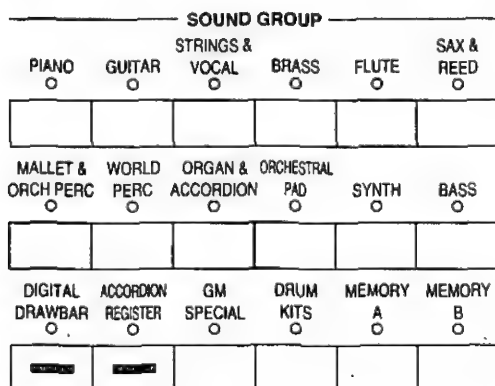 SOUND GROUP
STRINGS &
SAX &
PIANO GUITAR VOCAL BRASS FLUTE REED
MALLET & WORLD ORGAN & ORCHESTRAL
ORCH PERC PERC ACCORDION PAD SYNTH BASS
DIGITAL ACCORDION GM DRUM MEMORY MEMORY
DRAWBAR REGISTER SPECIAL KITS A B